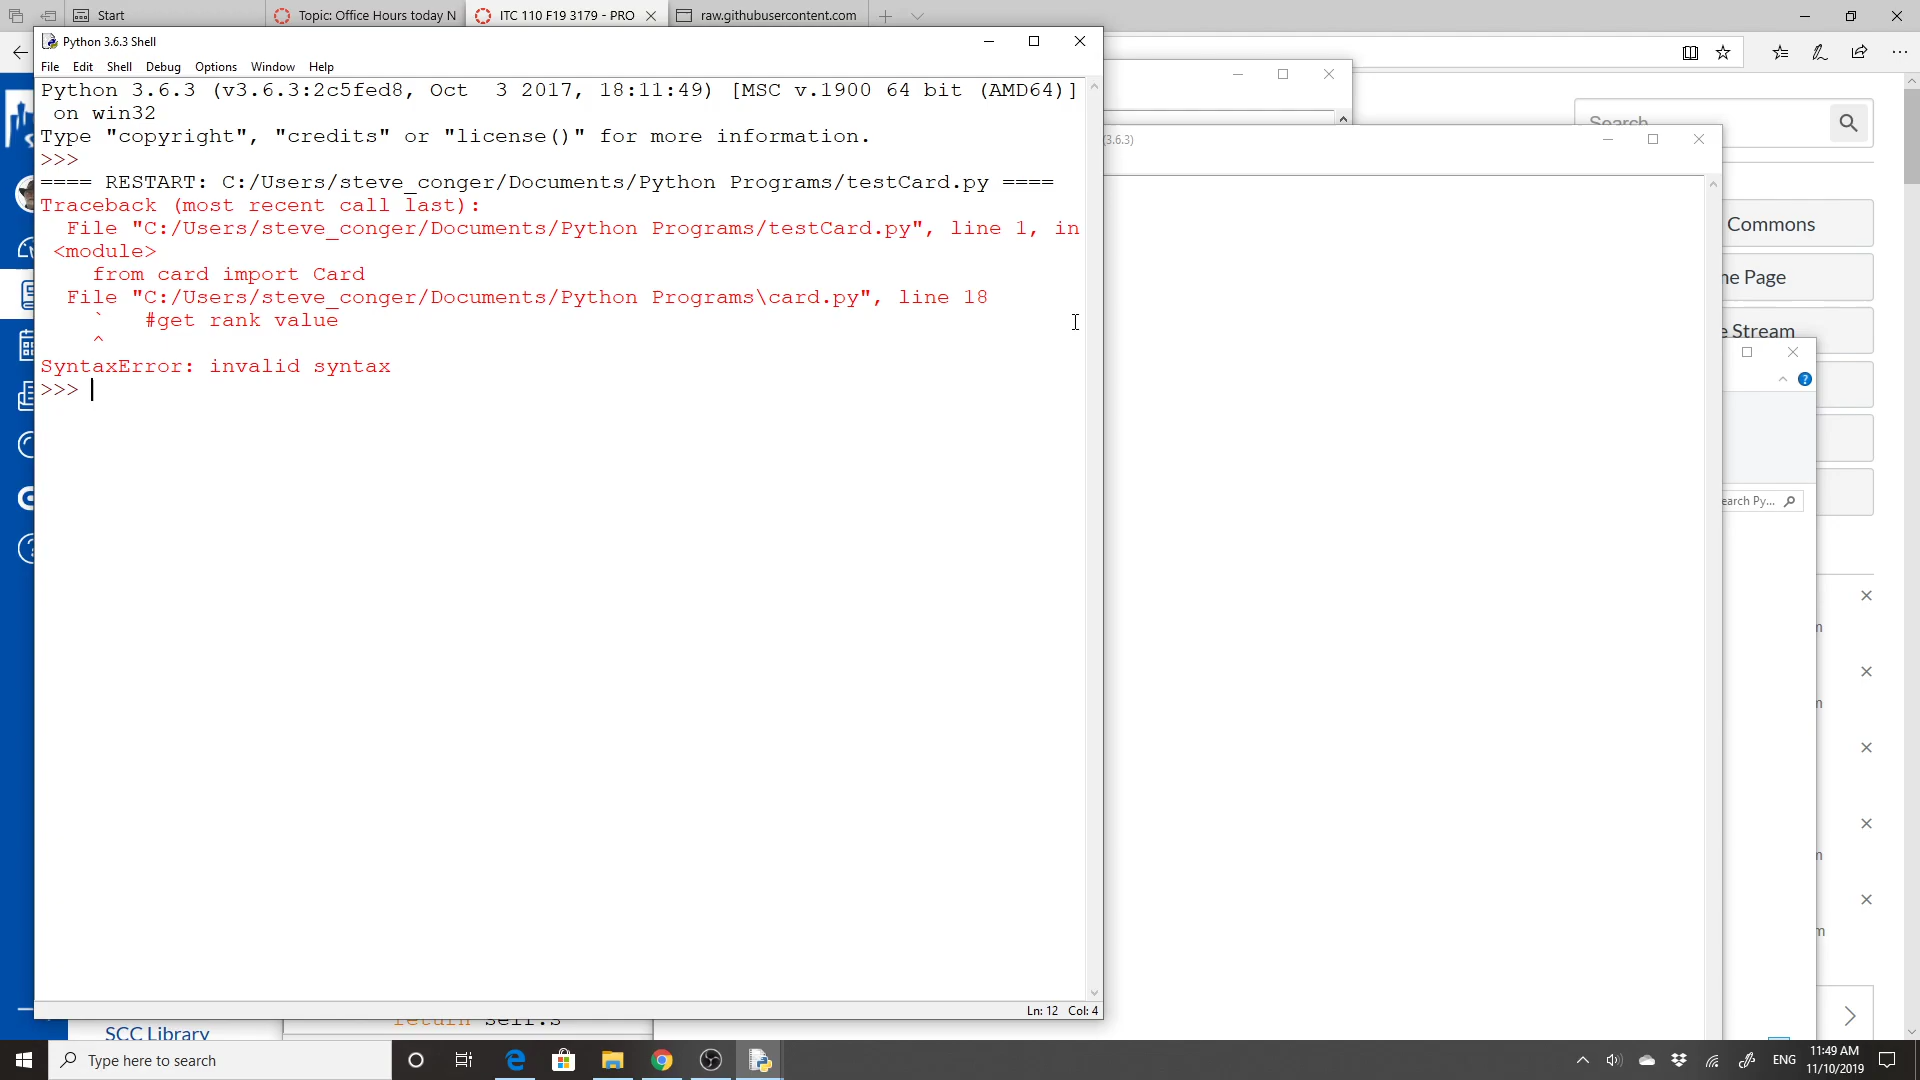 Start
Topic: Office Hours today N
ITC 110 F19 3179 - PRO
raw.githubusercontent.com
Python 3.6.3 Shell
File Edit Shell Debug Options Window Help
Python 3.6.3 (v3.6.3:2c5fed8, Oct  3 2017, 18:11:49) [MSC v.1900 64 bit (AMD64)]
on win32
Type "copyright", "credits" or "license()" for more information.
>>>
==== RESTART: C:/Users/steve_conger/Documents/Python Programs/testCard.py ====
Traceback (most recent call last):
File "C:/Users/steve_conger/Documents/Python Programs/testCard.py", line 1, in
<module>
from card import Card
File "C:/Users/steve_conger/Documents/Python Programs\card.py", line 18
`    #get rank value
^
SyntaxError: invalid syntax
>>>
Ln: 12 Col: 4
(3.6.3)
Search
Commons
ne Page
e Stream
earch Py...
m
SCC Library
return self.s
Type here to search
ENG
11:49 AM
11/10/2019